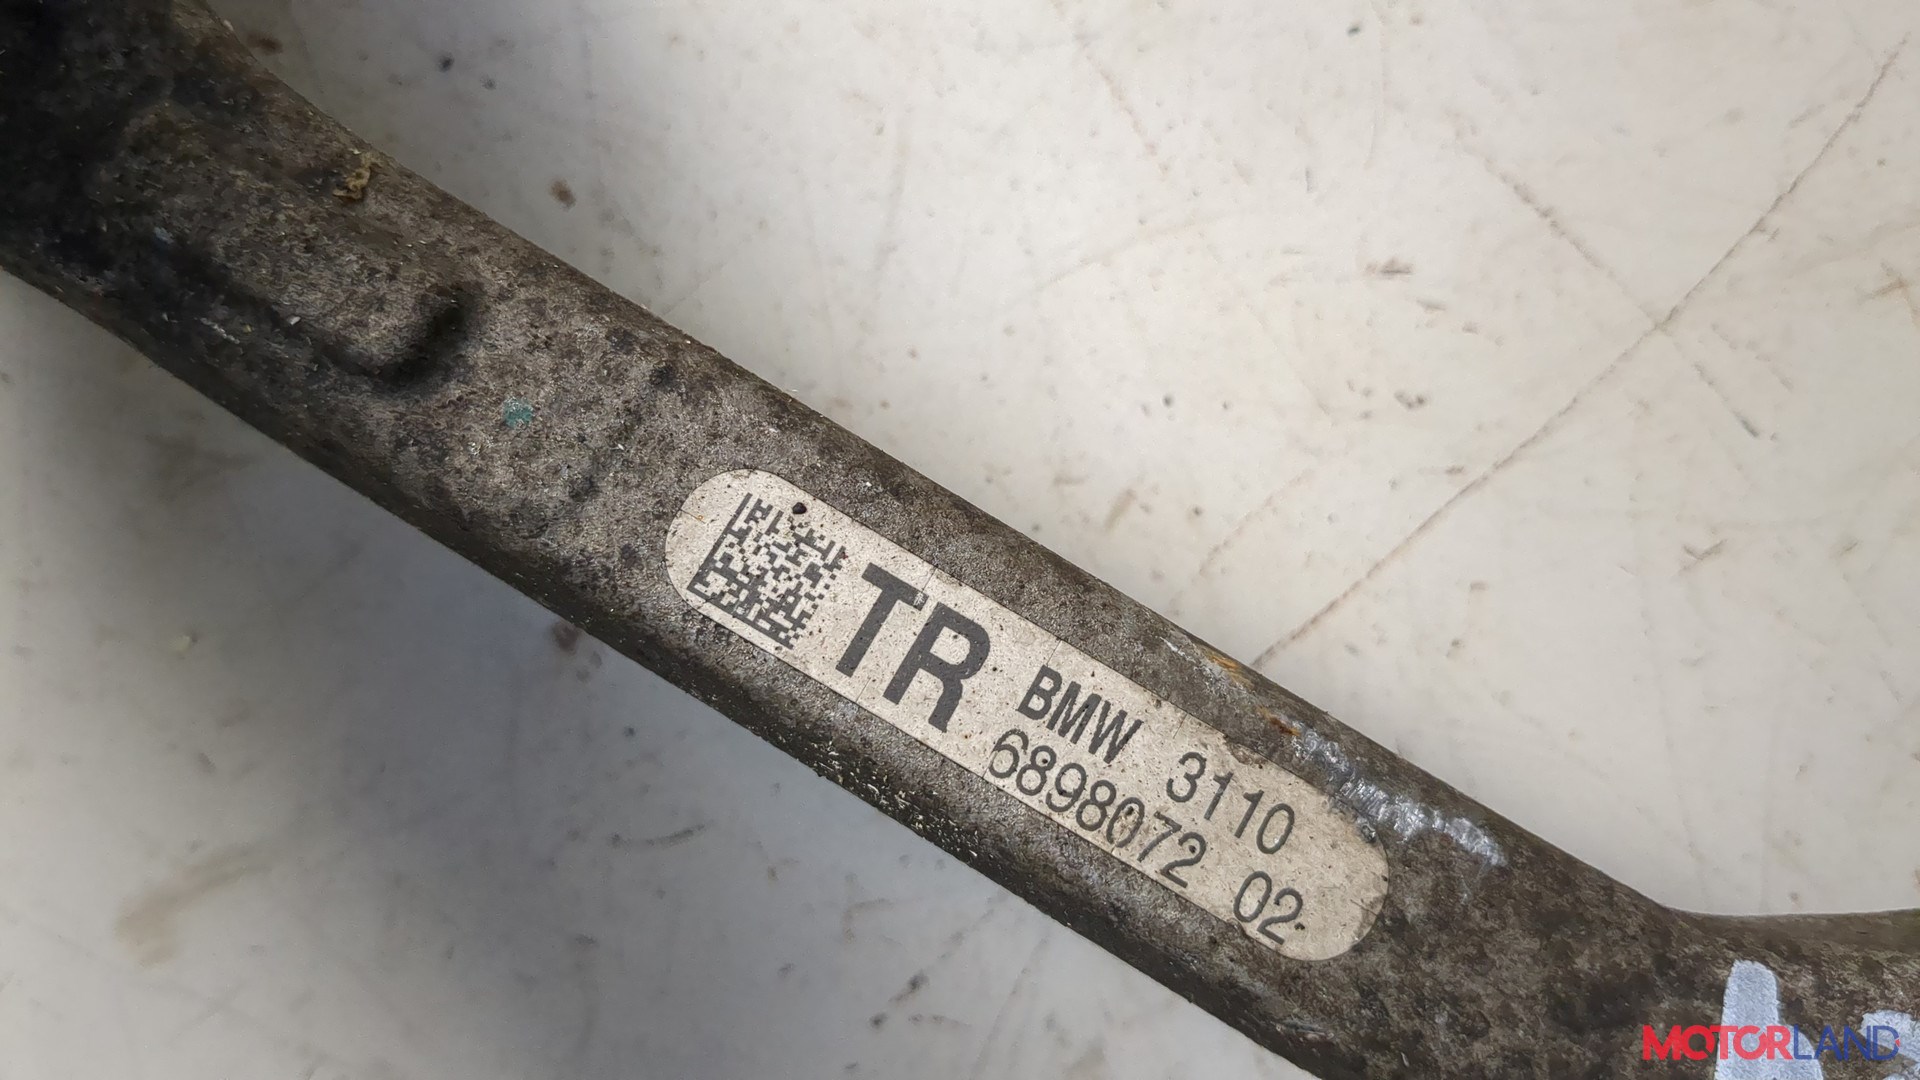 TR
BMW 3110
6898072 02
MOTORLAND